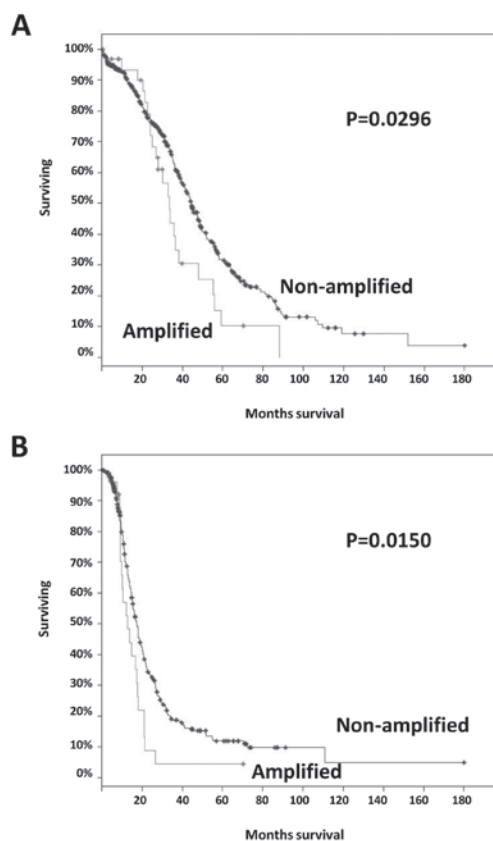 A
100%
90%
80%
70%
60%
50%
40%
30%
20%
10%
0%
Surviving
P=0.0296
Non-amplified
Amplified
20 40 60 80 100 120 140 160 180
Months survival
B
100%
90%
80%
70%
60%
50%
40%
30%
20%
10%
0%
Surviving
P=0.0150
Non-amplified
Amplified
20 40 60 80 100 120 140 160 180
Months survival